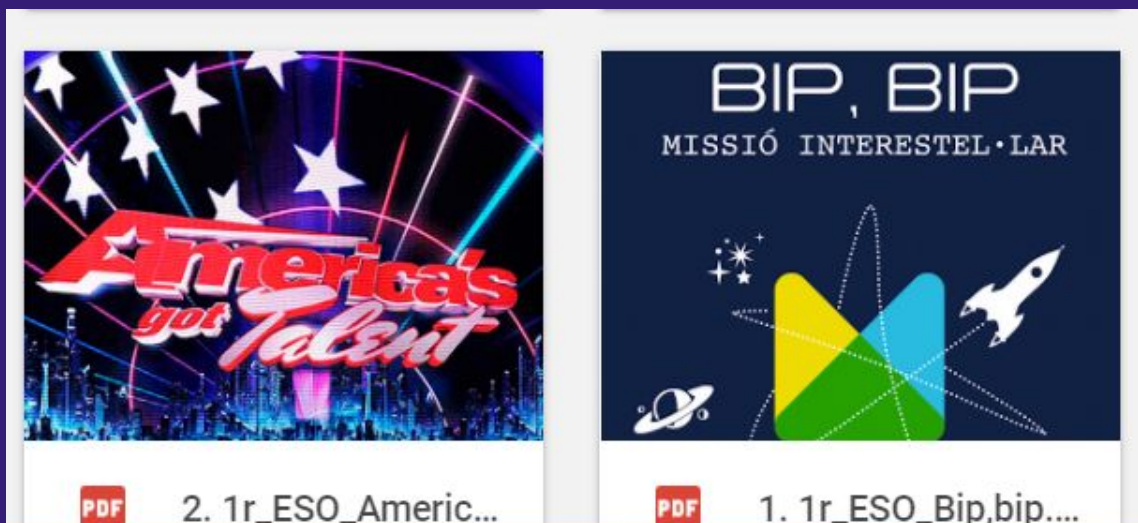 America's
got Talent
PDF 2. 1r_ESO_Americ...
BIP, BIP
MISSIÓ INTERESTEL·LAR
PDF 1. 1r_ESO_Bip,bip....